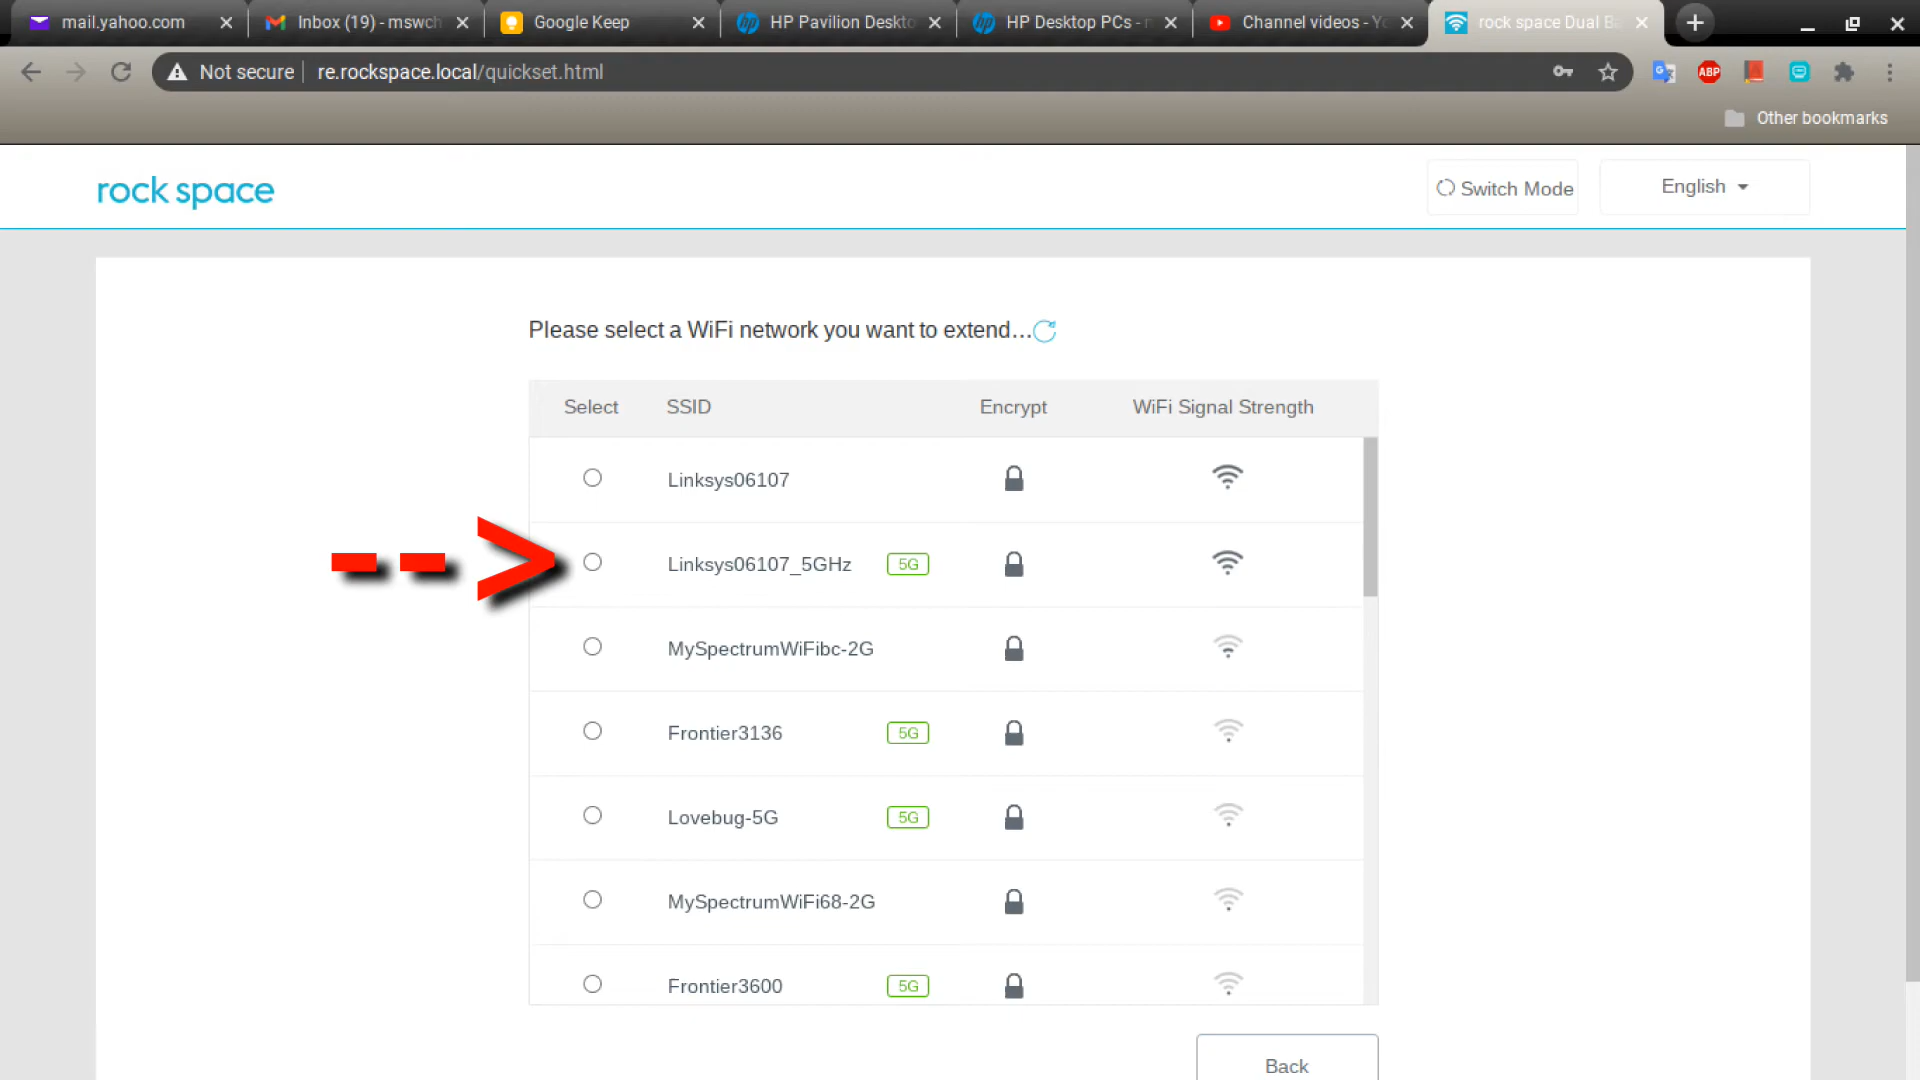 mail.yahoo.com
Inbox (19) - mswch
Google Keep
HP Pavilion Deskto
HP Desktop PCs - r
Channel videos - Yo
rock space Dual Ba
Not secure
re.rockspace.local/quickset.html
ABP
Other bookmarks
rock space
Switch Mode
English
Please select a WiFi network you want to extend...
Select SSID Encrypt WiFi Signal Strength
Linksys06107
Linksys06107_5GHz 5G
MySpectrumWiFibc-2G
Frontier3136 5G
Lovebug-5G 5G
MySpectrumWiFi68-2G
Frontier3600 5G
Back